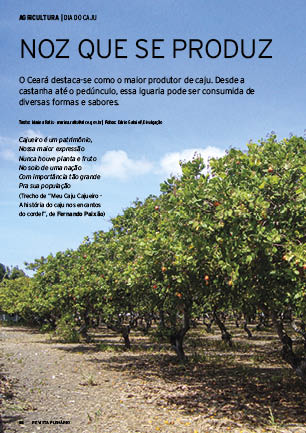 AGRICULTURA | DIA DO CAJU
NOZ QUE SE PRODUZ
O Ceará destaca-se como o maior produtor de caju. Desde a
castanha até o pedúnculo, essa iguaria pode ser consumida de
diversas formas e sabores.
Cajueiro é um patrimônio,
Nossa maior expressão
Nunca houve planta e fruto
No solo de uma nação
Com importância tão grande
Pra sua população
(Trecho de "Meu Caju Cajueiro -
A história do caju nos encantos
do cordel", de Fernando Paixão)
REVISTA PLENÁRIO